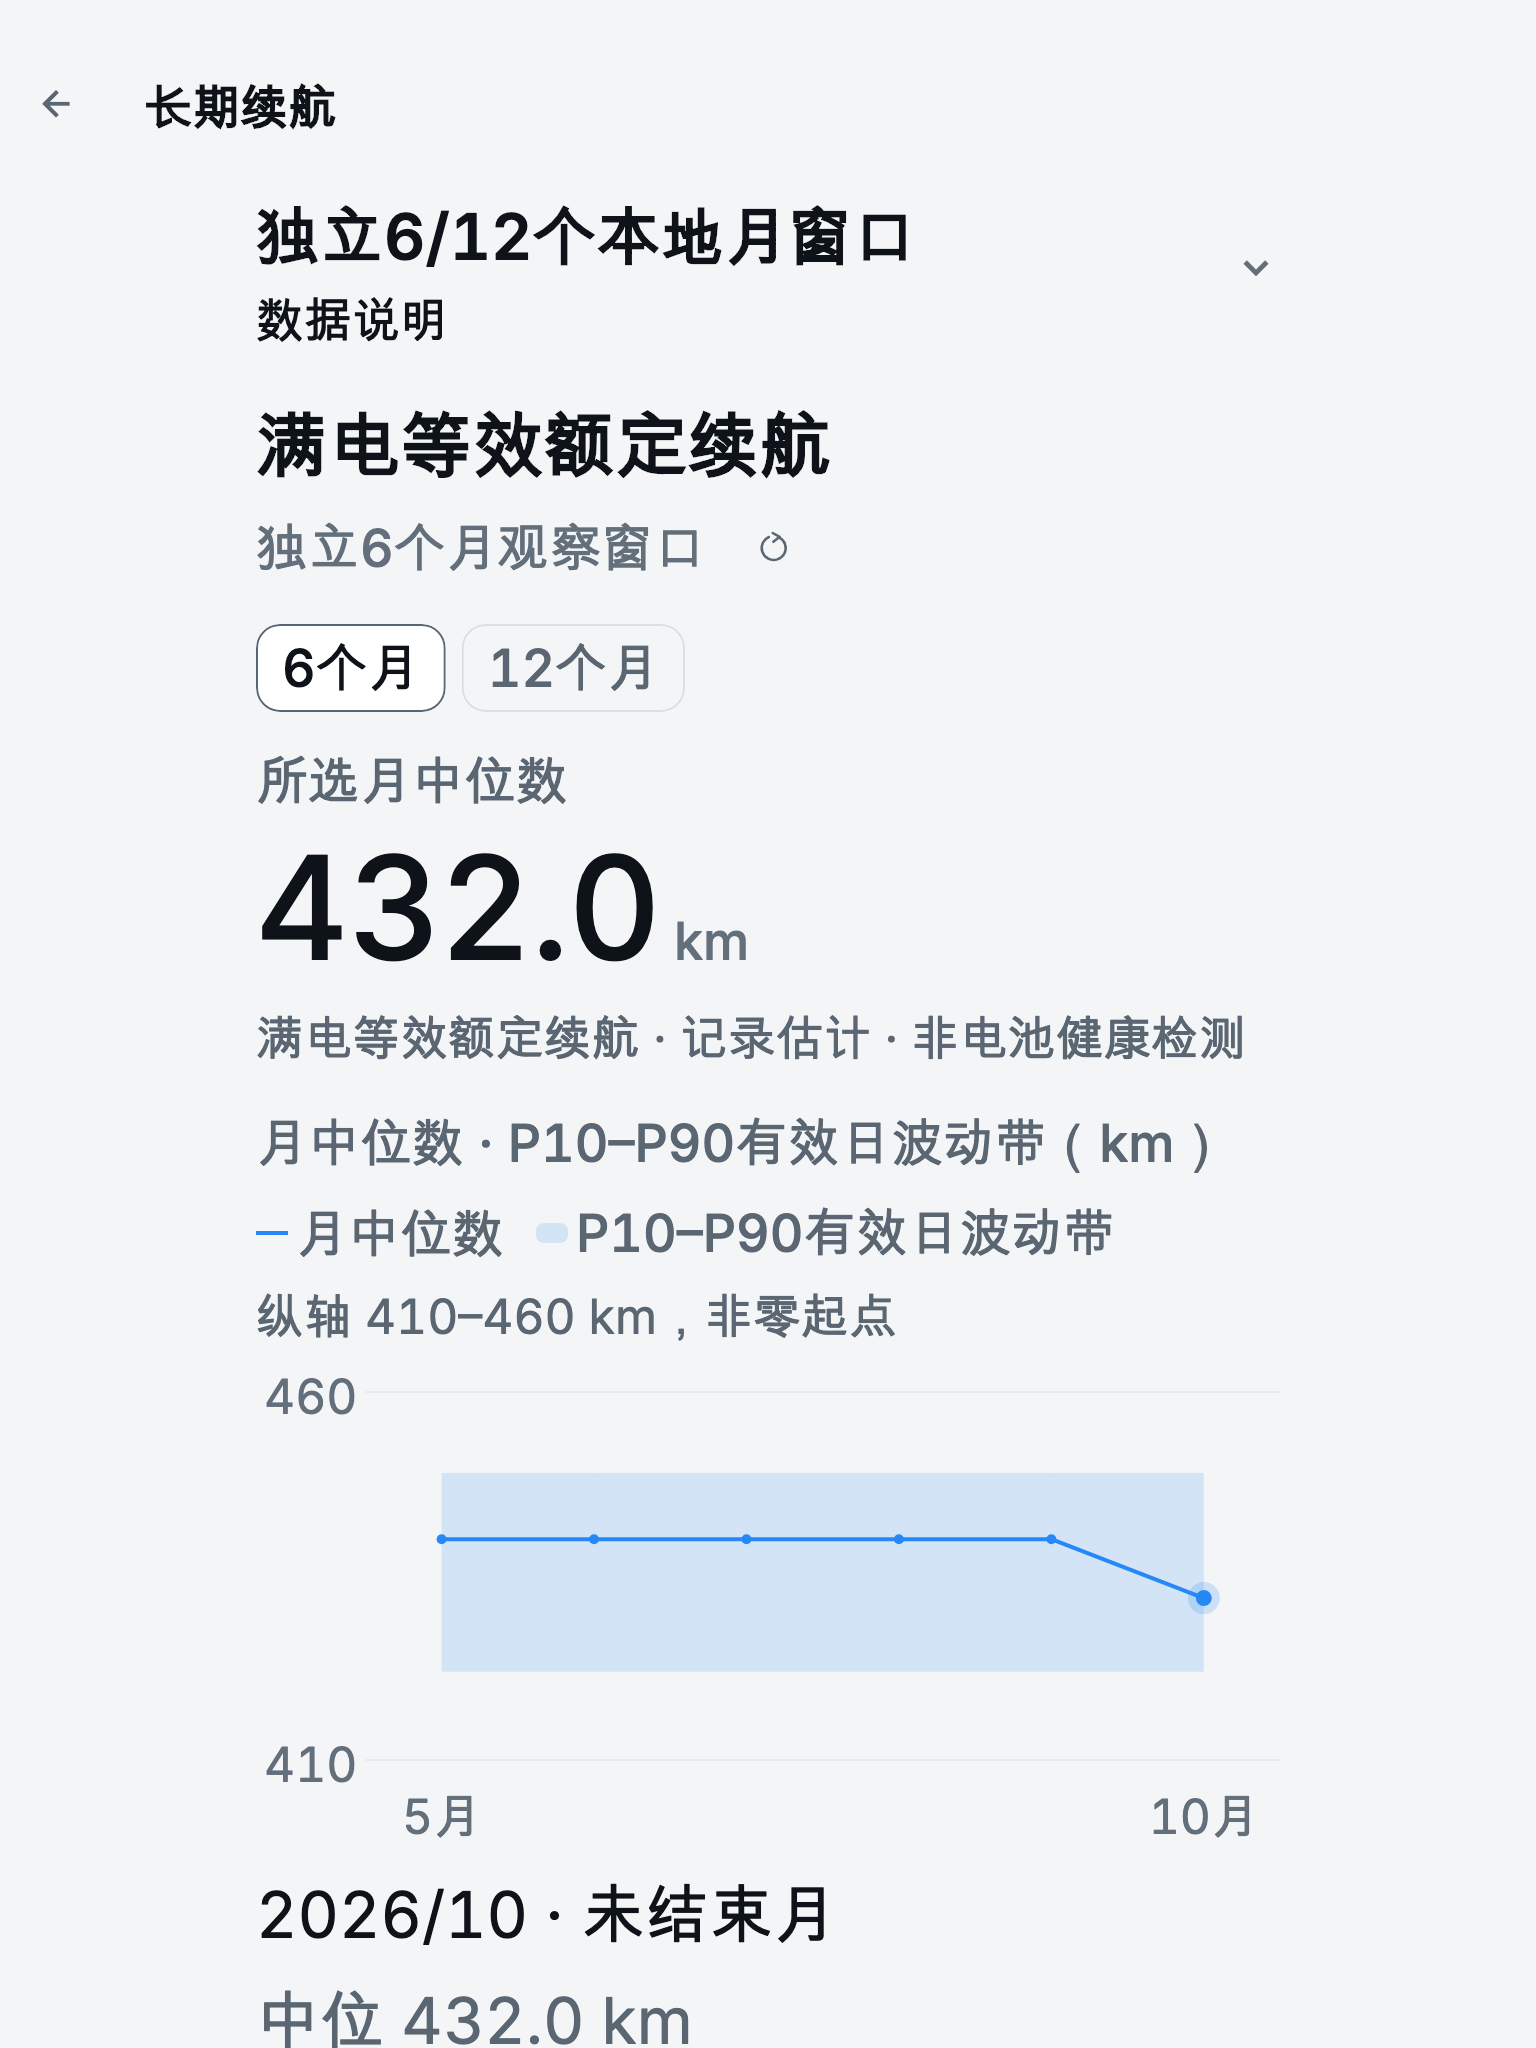 长期续航
独立6/12个本地月窗口
数据说明
满电等效额定续航
独立6个月观察窗口
6个月 12个月
所选月中位数
432.0 km
满电等效额定续航 · 记录估计 · 非电池健康检测
月中位数 · P10–P90有效日波动带（km）
月中位数 P10–P90有效日波动带
纵轴 410–460 km，非零起点
460
410
5月 10月
2026/10 · 未结束月
中位 432.0 km